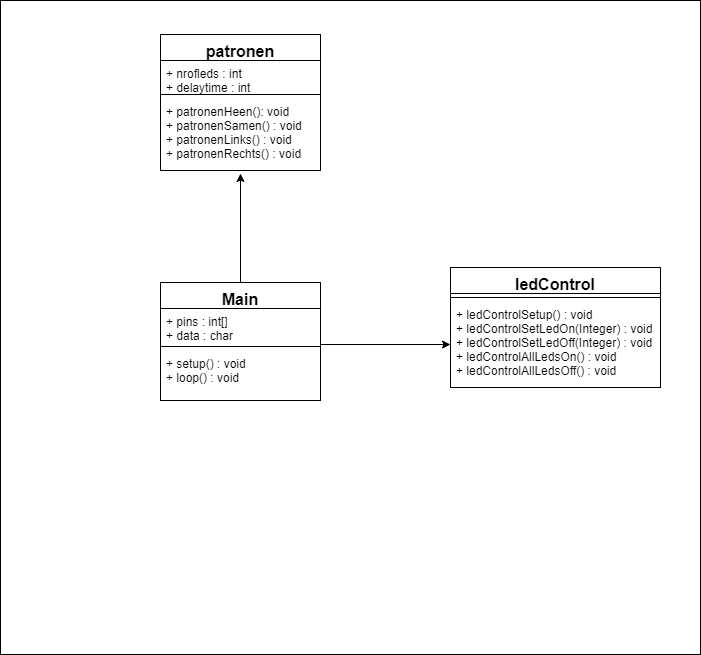 patronen
+ nrofleds : int
+ delaytime : int
+ patronenHeen(): void
+ patronenSamen() : void
+ patronenLinks() : void
+ patronenRechts() : void
Main
+ pins : int[]
+ data : char
+ setup() : void
+ loop() : void
ledControl
+ ledControlSetup() : void
+ ledControlSetLedOn(Integer) : void
+ ledControlSetLedOff(Integer) : void
+ ledControlAllLedsOn() : void
+ ledControlAllLedsOff() : void